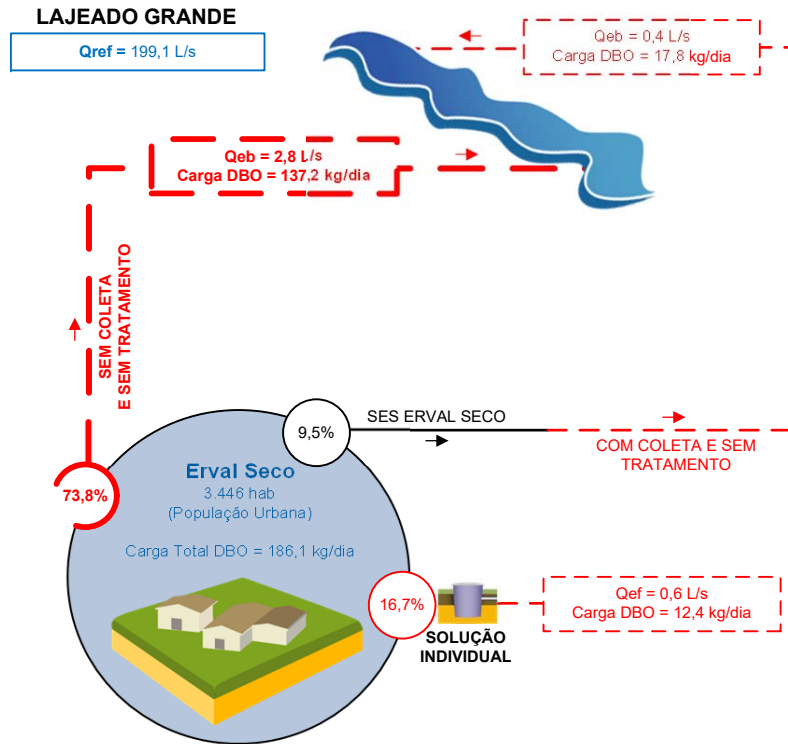 LAJEADO GRANDE
Qref = 199,1 L/s
Qeb = 0,4 L/s
Carga DBO = 17,8 kg/dia
Qeb = 2,8 L/s
Carga DBO = 137,2 kg/dia
SEM COLETA
E SEM TRATAMENTO
9,5%
SES ERVAL SECO
COM COLETA E SEM
TRATAMENTO
73,8%
Erval Seco
3.446 hab
(População Urbana)
Carga Total DBO = 186,1 kg/dia
16,7%
SOLUÇÃO
INDIVIDUAL
Qef = 0,6 L/s
Carga DBO = 12,4 kg/dia